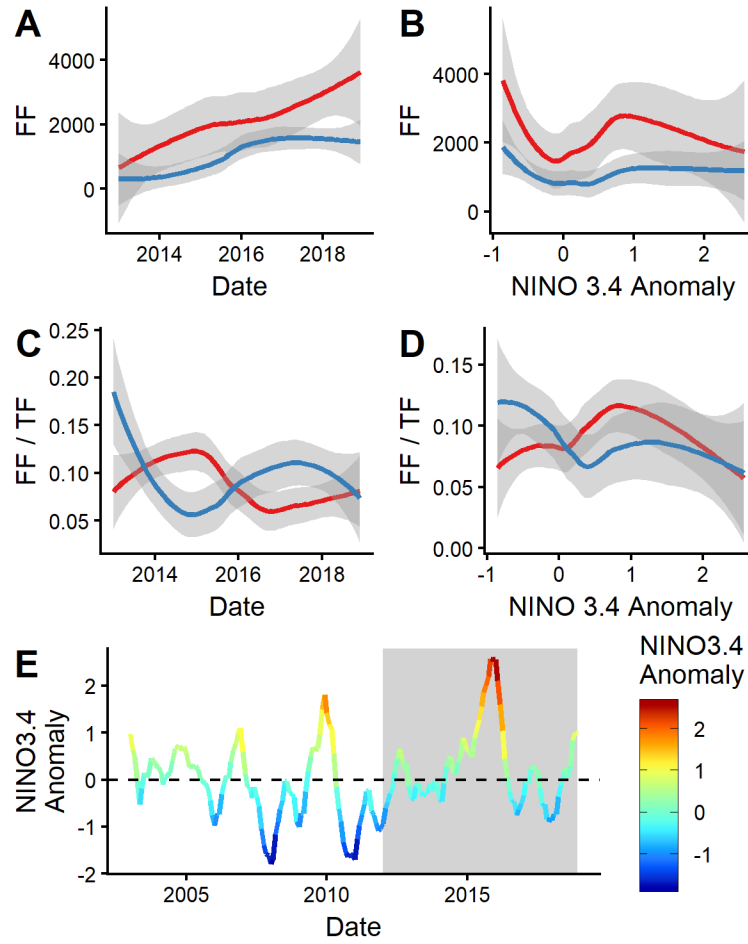 A
FF
4000
2000
0
2014
2016
2018
Date
B
FF
4000
2000
0
-1
0
1
2
NINO 3.4 Anomaly
C
FF / TF
0.25
0.20
0.15
0.10
0.05
2014
2016
2018
Date
D
FF / TF
0.15
0.10
0.05
0.00
-1
0
1
2
NINO 3.4 Anomaly
E
NINO3.4
Anomaly
2
1
0
-1
-2
2005
2010
2015
Date
NINO3.4
Anomaly
2
1
0
-1